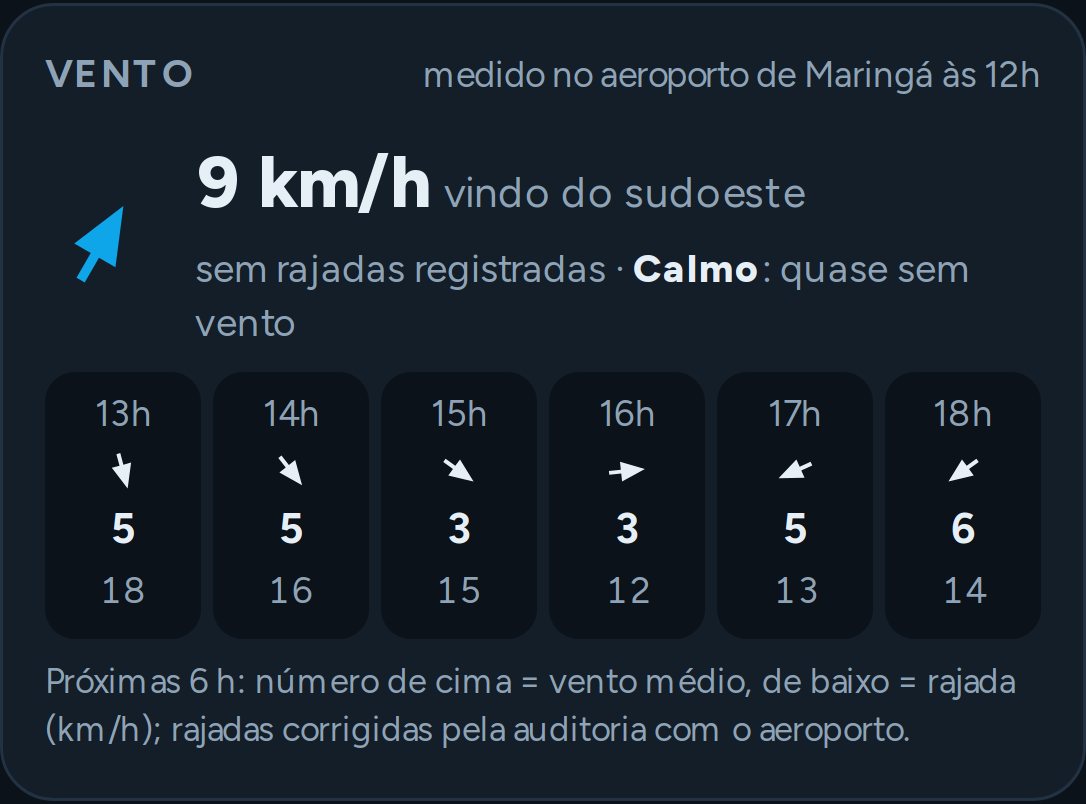 VENTO
medido no aeroporto de Maringá às 12h
9 km/h vindo do sudoeste
sem rajadas registradas · Calmo: quase sem
vento
13h 14h 15h 16h 17h 18h
5 5 3 3 5 6
18 16 15 12 13 14
Próximas 6 h: número de cima = vento médio, de baixo = rajada
(km/h); rajadas corrigidas pela auditoria com o aeroporto.